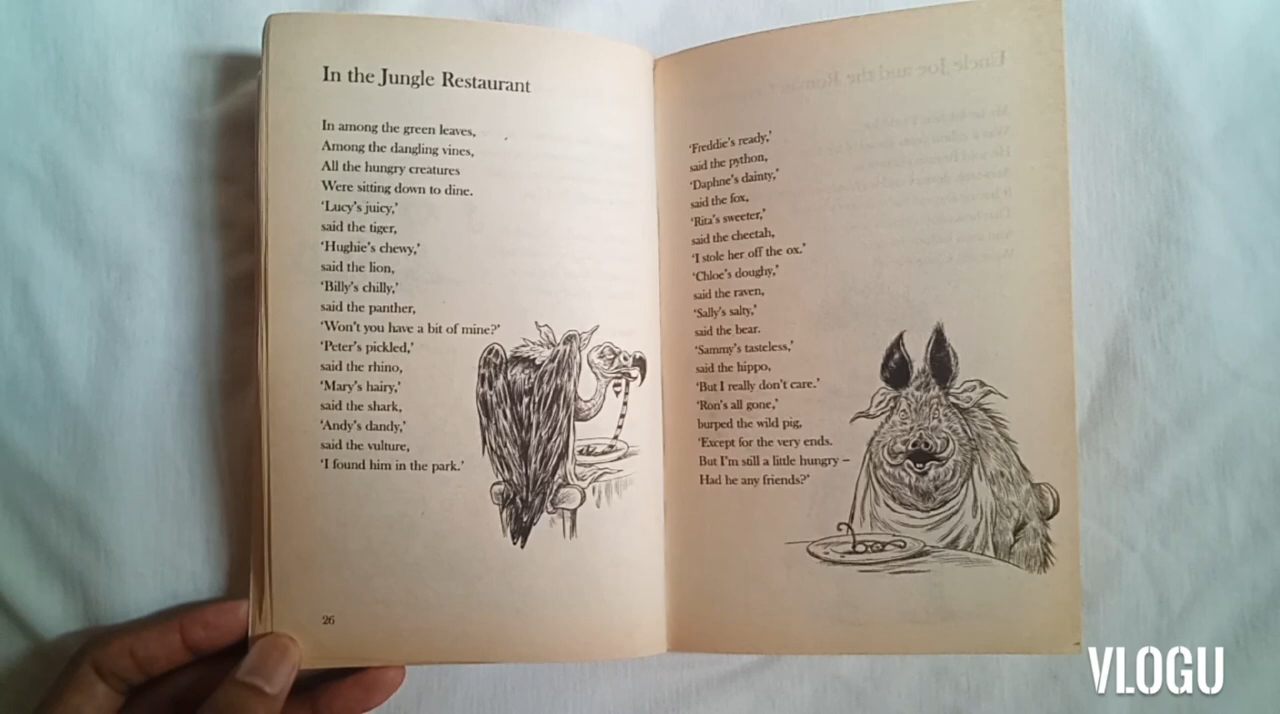 In the Jungle Restaurant
In among the green leaves,
Among the dangling vines,
All the hungry creatures
Were sitting down to dine.
‘Lucy’s juicy,’
said the tiger,
‘Hughie’s chewy,’
said the lion,
‘Billy’s chilly,’
said the panther,
‘Won’t you have a bit of mine?’
‘Peter’s pickled,’
said the rhino,
‘Mary’s hairy,’
said the shark,
‘Andy’s dandy,’
said the vulture,
‘I found him in the park.’
26
‘Freddie’s ready,’
said the python,
‘Daphne’s dainty,’
said the fox,
‘Rita’s sweeter,’
said the cheetah,
‘I stole her off the ox.’
‘Chloe’s doughy,’
said the raven,
‘Sally’s salty,’
said the bear.
‘Sammy’s tasteless,’
said the hippo,
‘But I really don’t care.’
‘Ron’s all gone,’
burped the wild pig,
‘Except for the very ends.
But I’m still a little hungry –
Had he any friends?’
VLOGU